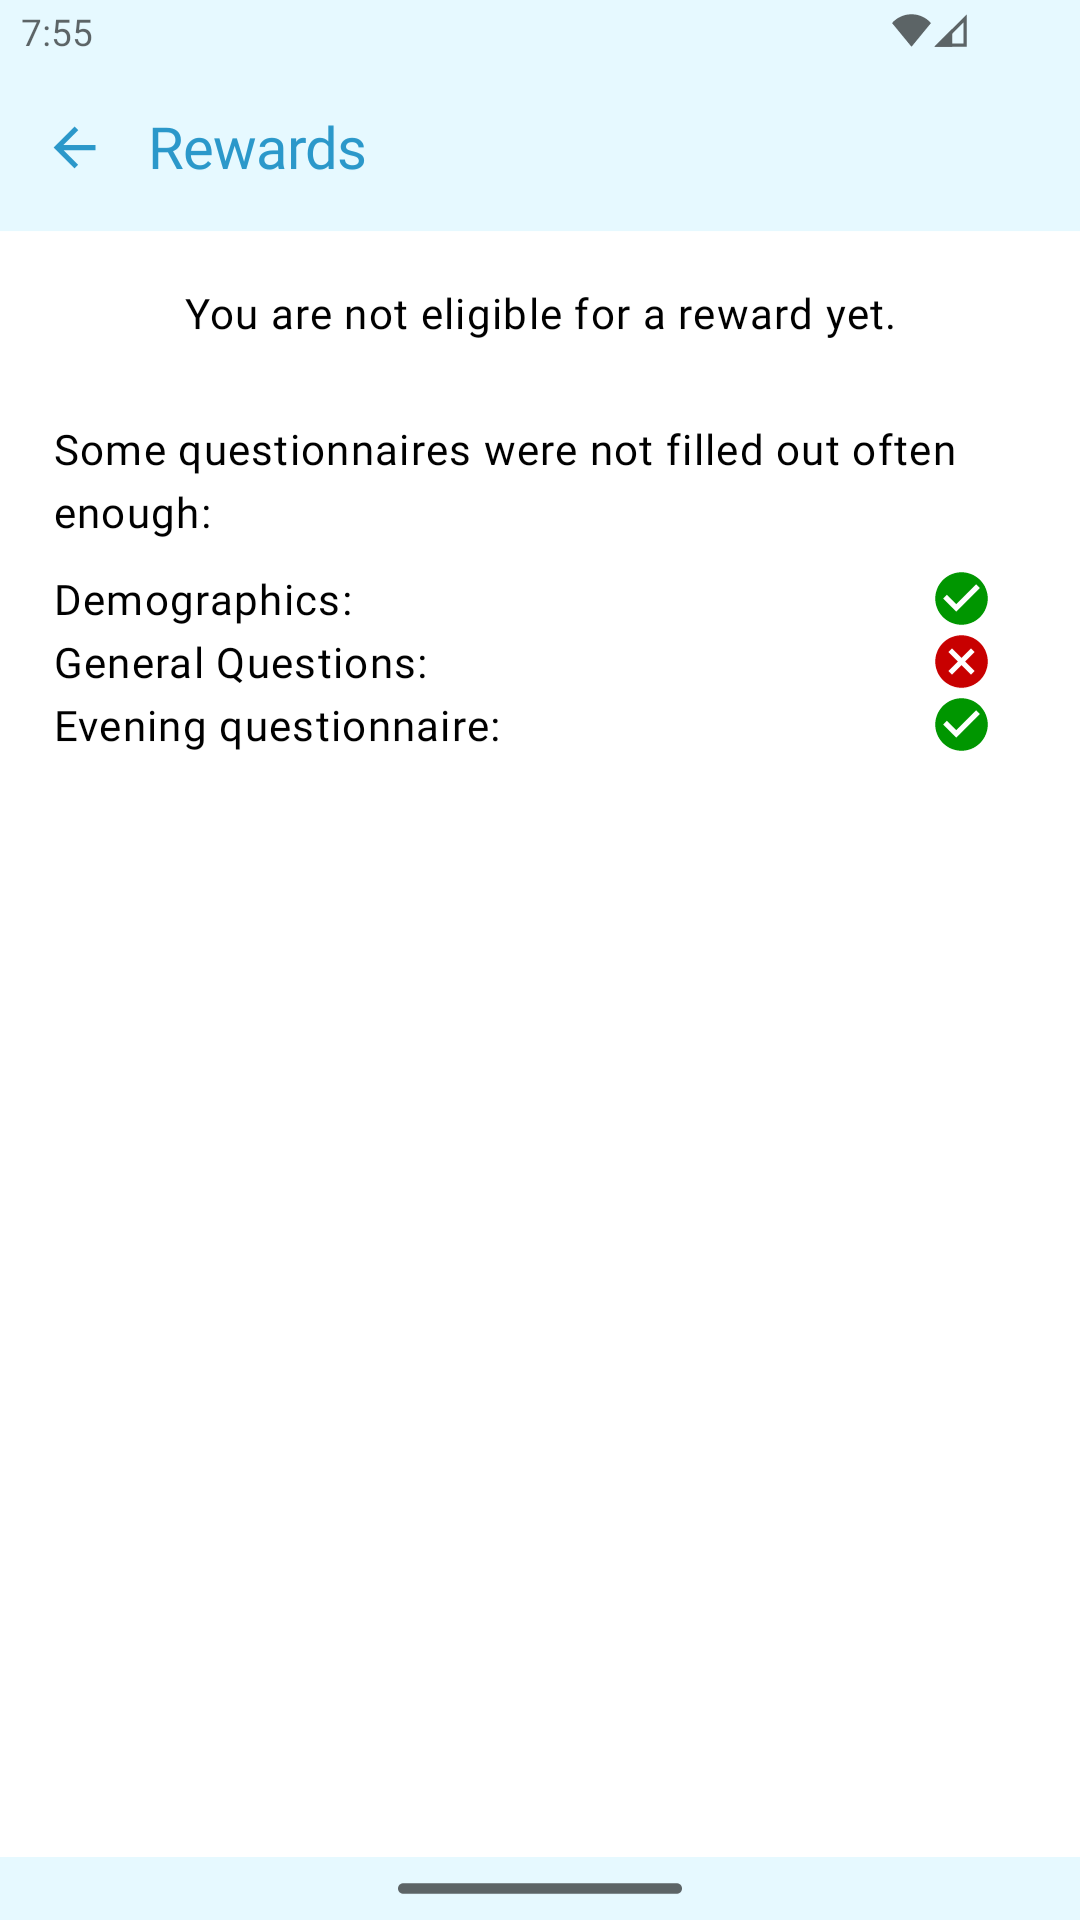 7:55
Rewards
You are not eligible for a reward yet.
Some questionnaires were not filled out often
enough:
Demographics:
General Questions:
Evening questionnaire: